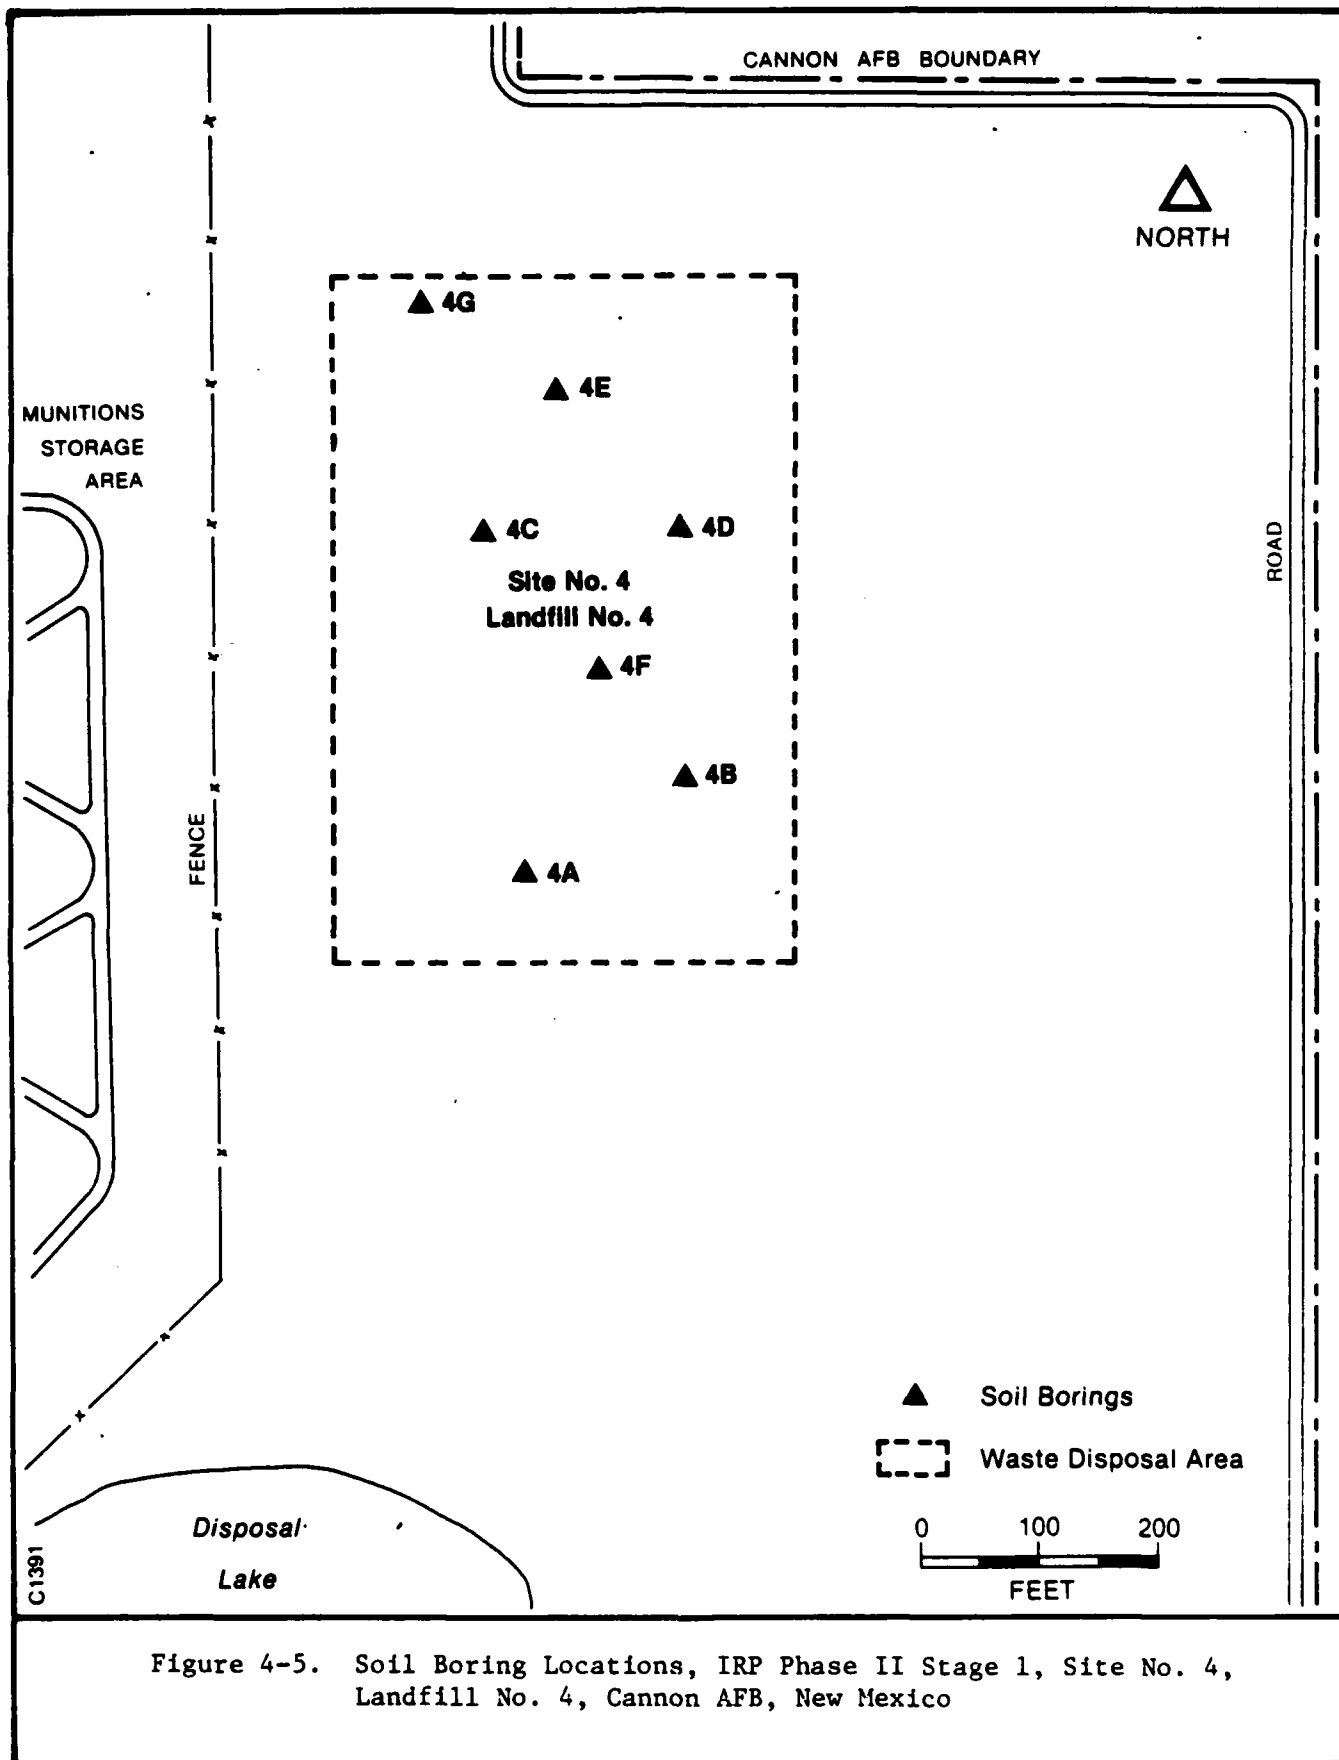 CANNON AFB BOUNDARY
NORTH
4G
4E
MUNITIONS
STORAGE
AREA
4C
4D
ROAD
Site No. 4
Landfill No. 4
4F
4B
FENCE
4A
Soil Borings
Waste Disposal Area
0 100 200
FEET
Disposal
Lake
C1391
Figure 4-5. Soil Boring Locations, IRP Phase II Stage 1, Site No. 4,
Landfill No. 4, Cannon AFB, New Mexico